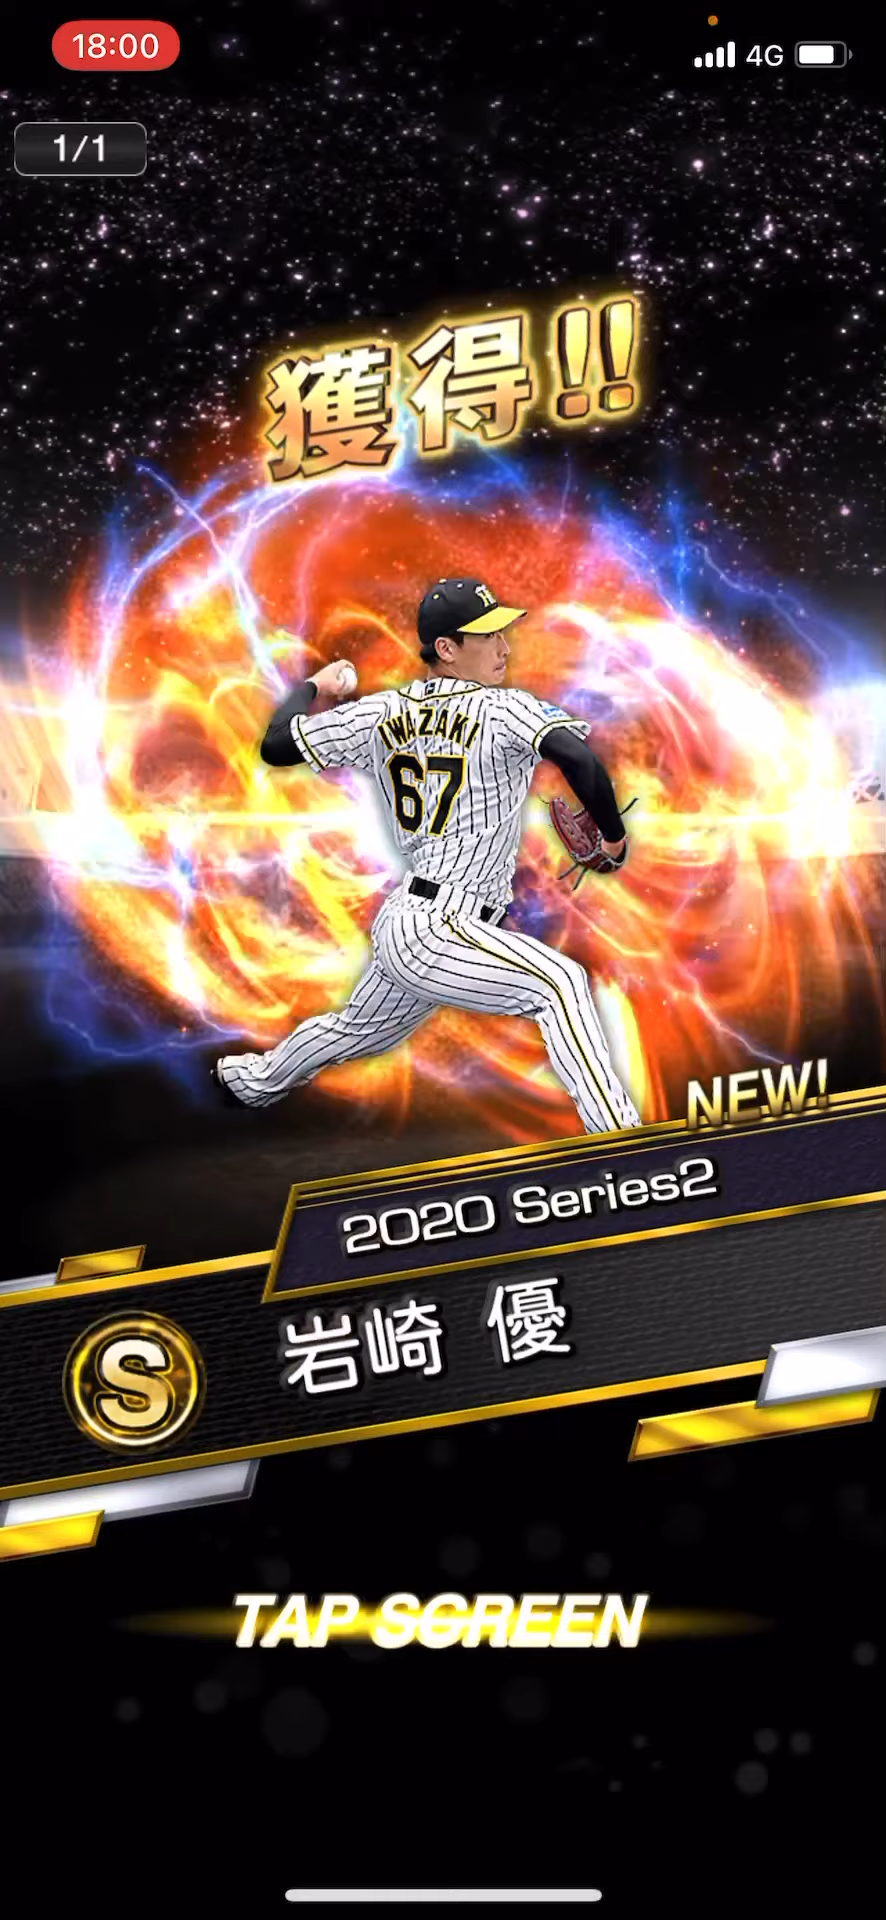 18:00
4G
1/1
獲得!!
H
IWAZAKI
67
NEW!
2020 Series2
S
岩崎 優
TAP SCREEN